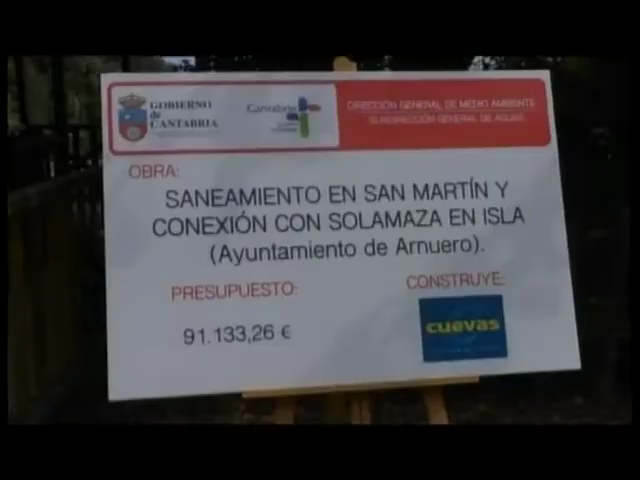 GOBIERNO
de
CANTABRIA
Cantabria
DIRECCIÓN GENERAL DE MEDIO AMBIENTE
SUBDIRECCIÓN GENERAL DE AGUAS
OBRA:
SANEAMIENTO EN SAN MARTÍN Y
CONEXIÓN CON SOLAMAZA EN ISLA
(Ayuntamiento de Arnuero).
PRESUPUESTO:
CONSTRUYE:
91.133,26 €
cuevas